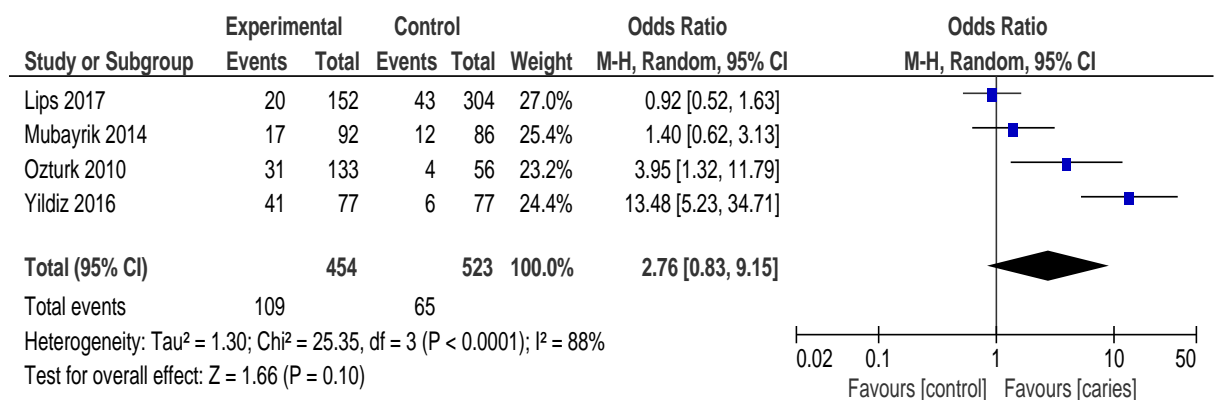 Experimental Control Odds Ratio Odds Ratio
Study or Subgroup Events Total Events Total Weight M-H, Random, 95% CI M-H, Random, 95% CI
Lips 2017 20 152 43 304 27.0% 0.92 [0.52, 1.63]
Mubayrik 2014 17 92 12 86 25.4% 1.40 [0.62, 3.13]
Ozturk 2010 31 133 4 56 23.2% 3.95 [1.32, 11.79]
Yildiz 2016 41 77 6 77 24.4% 13.48 [5.23, 34.71]
Total (95% CI) 454 523 100.0% 2.76 [0.83, 9.15]
Total events 109 65
Heterogeneity: Tau² = 1.30; Chi² = 25.35, df = 3 (P < 0.0001); I² = 88%
Test for overall effect: Z = 1.66 (P = 0.10)
0.02 0.1 1 10 50
Favours [control] Favours [caries]